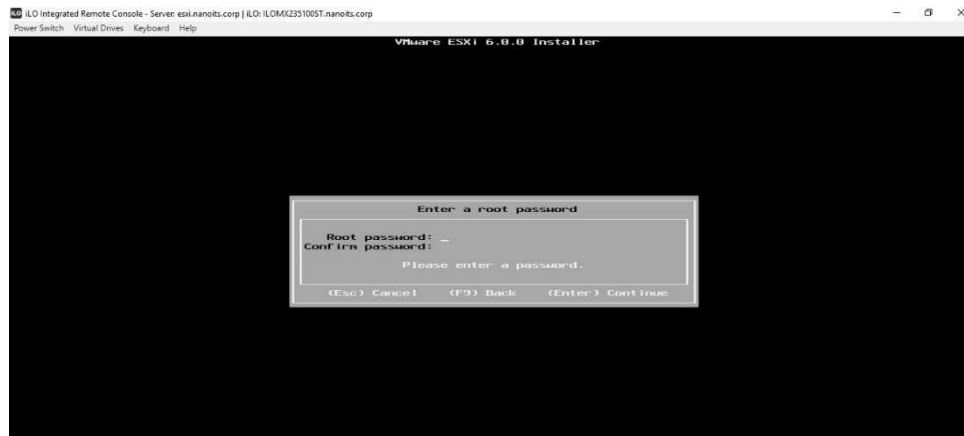 iLO Integrated Remote Console - Server: esxi.nanoits.corp | iLO: ILOMX235100ST.nanoits.corp
Power Switch Virtual Drives Keyboard Help
VMware ESXi 6.0.0 Installer
Enter a root password
Root password: _
Confirm password:
Please enter a password.
(Esc) Cancel (F9) Back (Enter) Continue